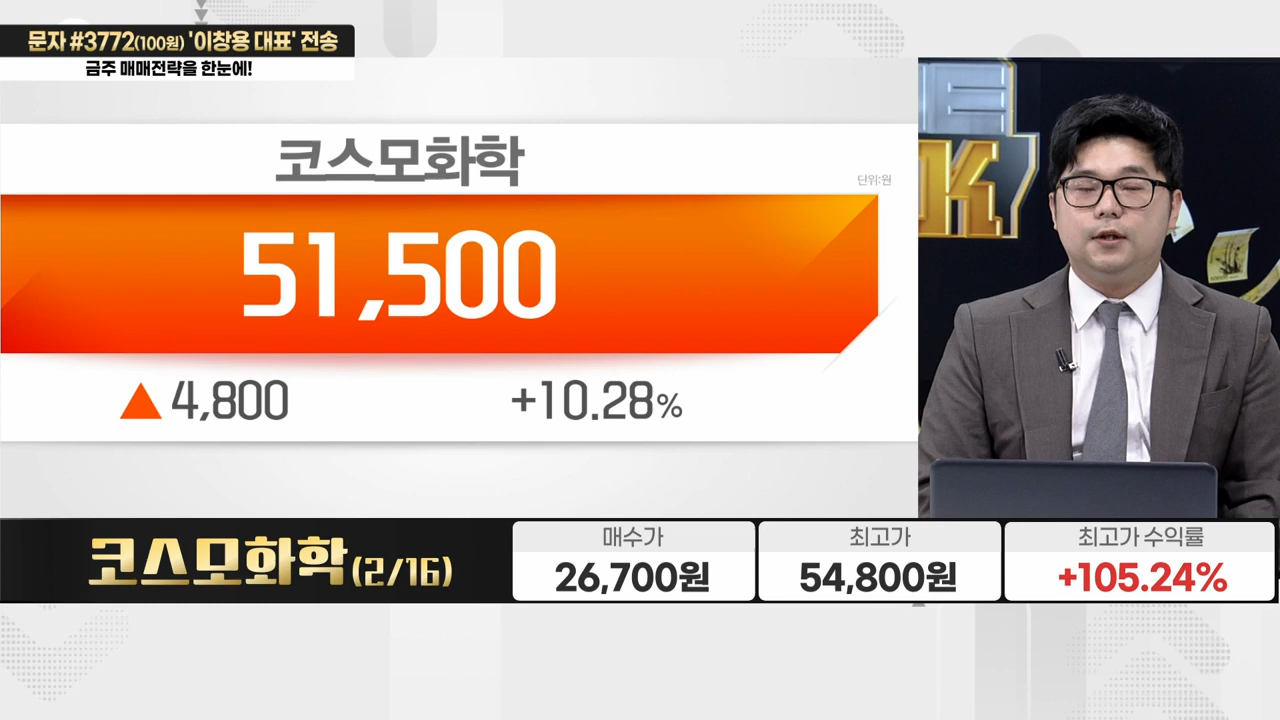 문자 #3772(100원) '이창용 대표' 전송
금주 매매전략을 한눈에!
코스모화학
단위:원
51,500
▲ 4,800 +10.28%
트
K
코스모화학(2/16)
매수가 최고가 최고가 수익률
26,700원 54,800원 +105.24%